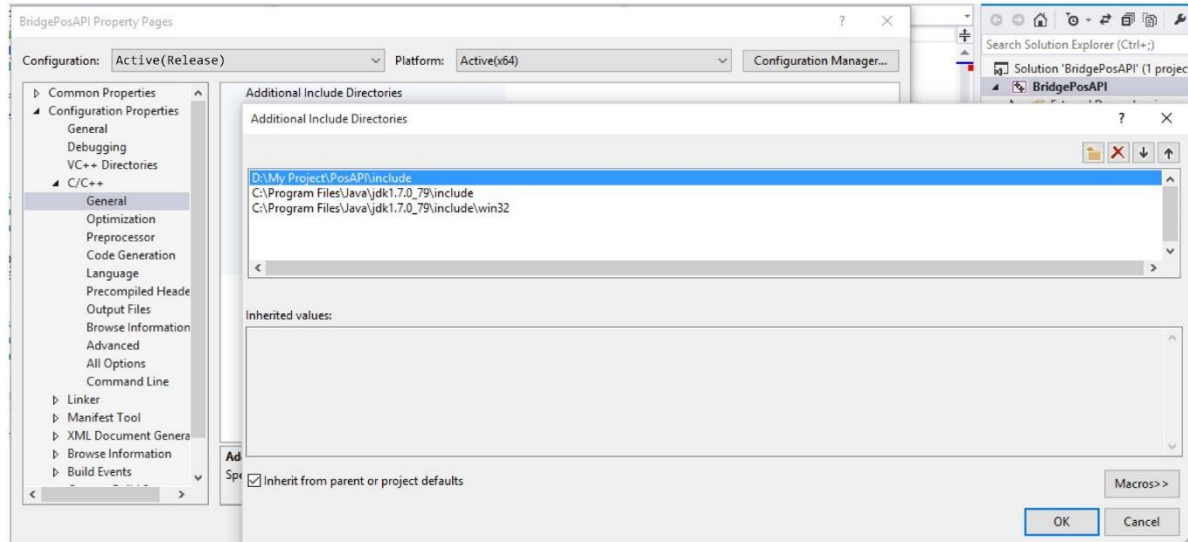 BridgePosAPI Property Pages
Configuration: Active(Release) Platform: Active(x64) Configuration Manager...
Common Properties
Configuration Properties
General
Debugging
VC++ Directories
C/C++
General
Optimization
Preprocessor
Code Generation
Language
Precompiled Heade
Output Files
Browse Information
Advanced
All Options
Command Line
Linker
Manifest Tool
XML Document Genera
Browse Information
Build Events
Additional Include Directories
Additional Include Directories
D:\My Project\PosAPI\include
C:\Program Files\Java\jdk1.7.0_79\include
C:\Program Files\Java\jdk1.7.0_79\include\win32
Inherited values:
Ad
Spe
Inherit from parent or project defaults
Macros>>
OK Cancel
Search Solution Explorer (Ctrl+;)
Solution 'BridgePosAPI' (1 projec
BridgePosAPI